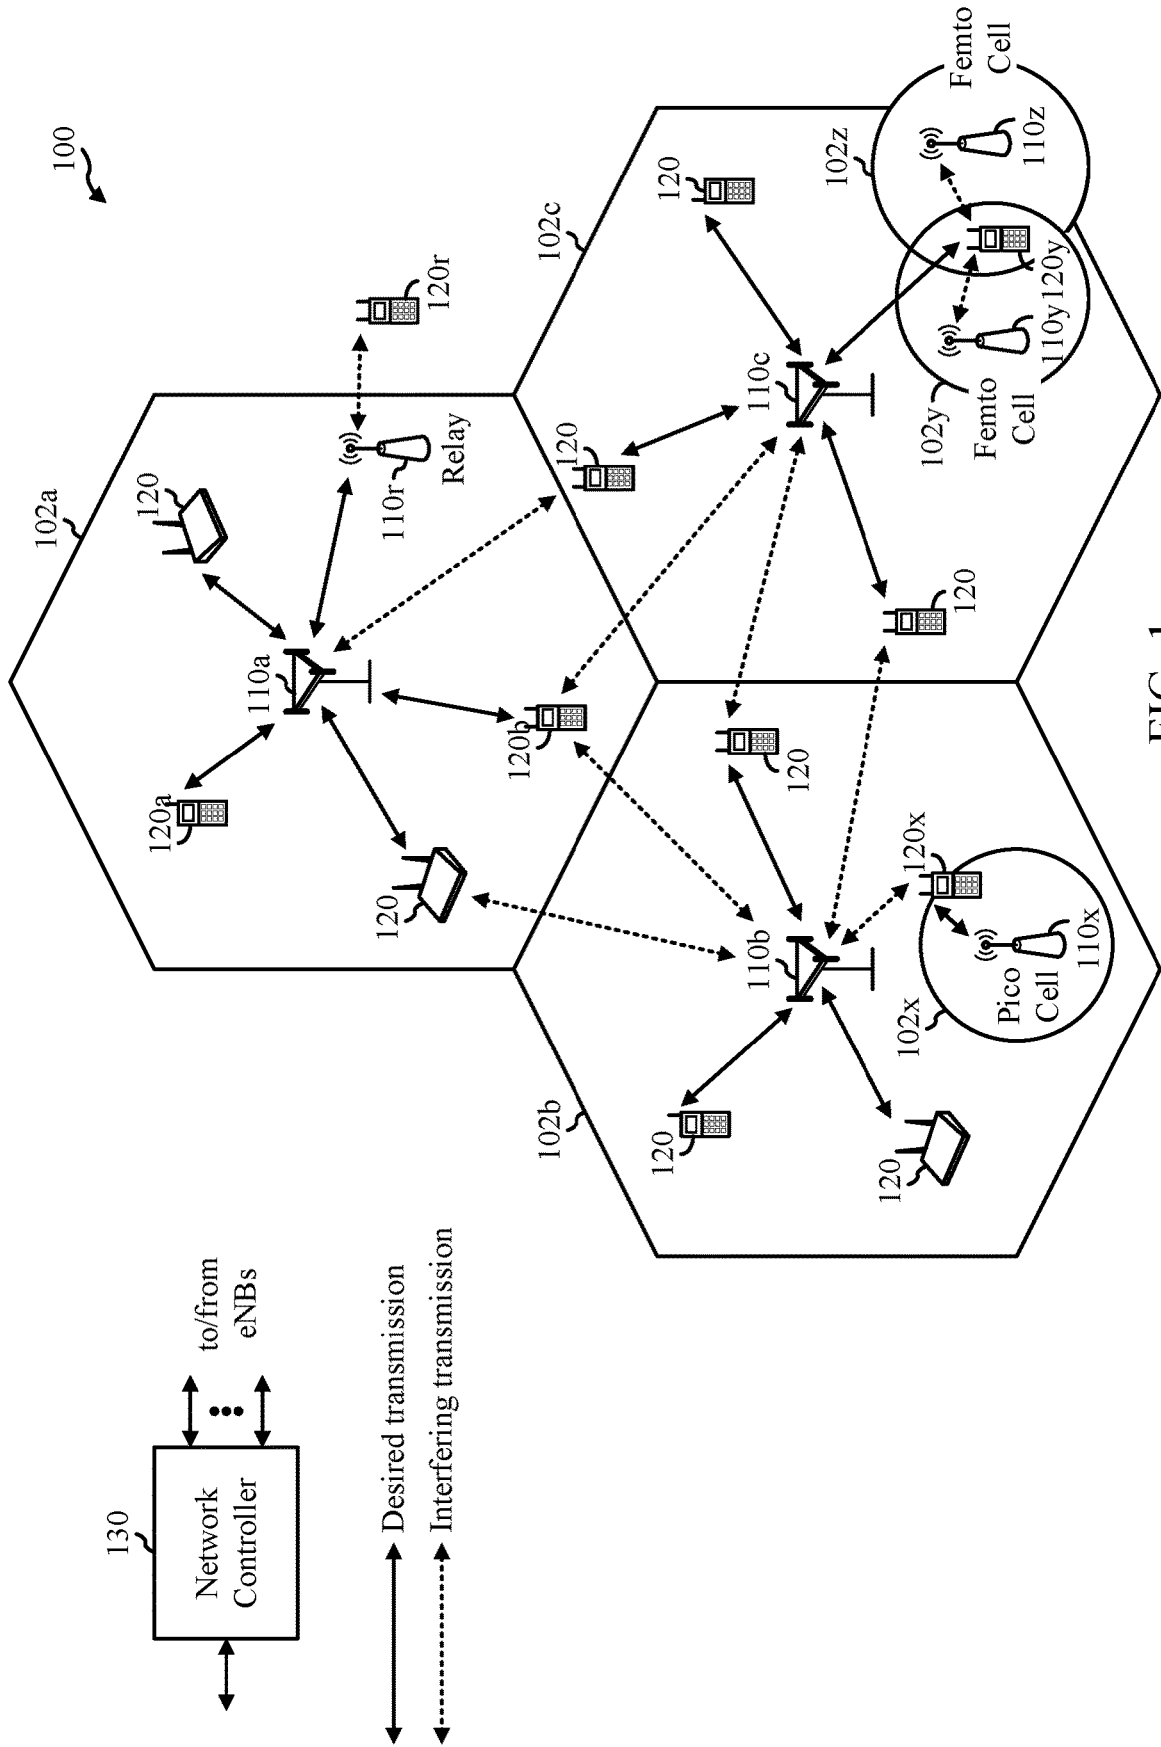 100
130
Network
Controller
to/from
eNBs
Desired transmission
Interfering transmission
102a
120a
120
110a
120
110r
Relay
120r
120
120b
102b
102c
120
120
120
110b
120
110c
120
102z
Femto
Cell
110z
120
102x
Pico
Cell
110x
120x
120
102y
Femto
Cell
110y
120y
FIG. 1